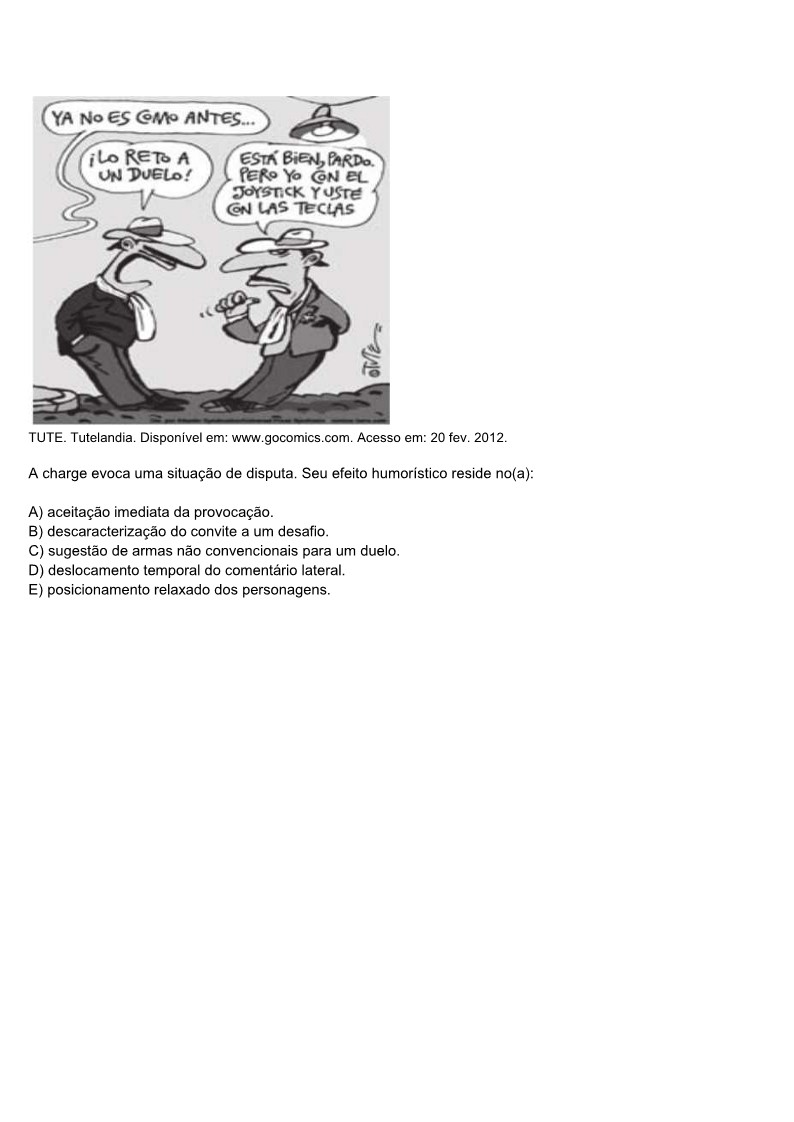 YA NO ES COMO ANTES...
¡LO RETO A
UN DUELO!
ESTÁ BIEN, PARDO.
PERO YO CON EL
JOYSTICK Y USTÉ
CON LAS TECLAS
©TUTE
TUTE. Tutelandia. Disponível em: www.gocomics.com. Acesso em: 20 fev. 2012.
A charge evoca uma situação de disputa. Seu efeito humorístico reside no(a):
A) aceitação imediata da provocação.
B) descaracterização do convite a um desafio.
C) sugestão de armas não convencionais para um duelo.
D) deslocamento temporal do comentário lateral.
E) posicionamento relaxado dos personagens.